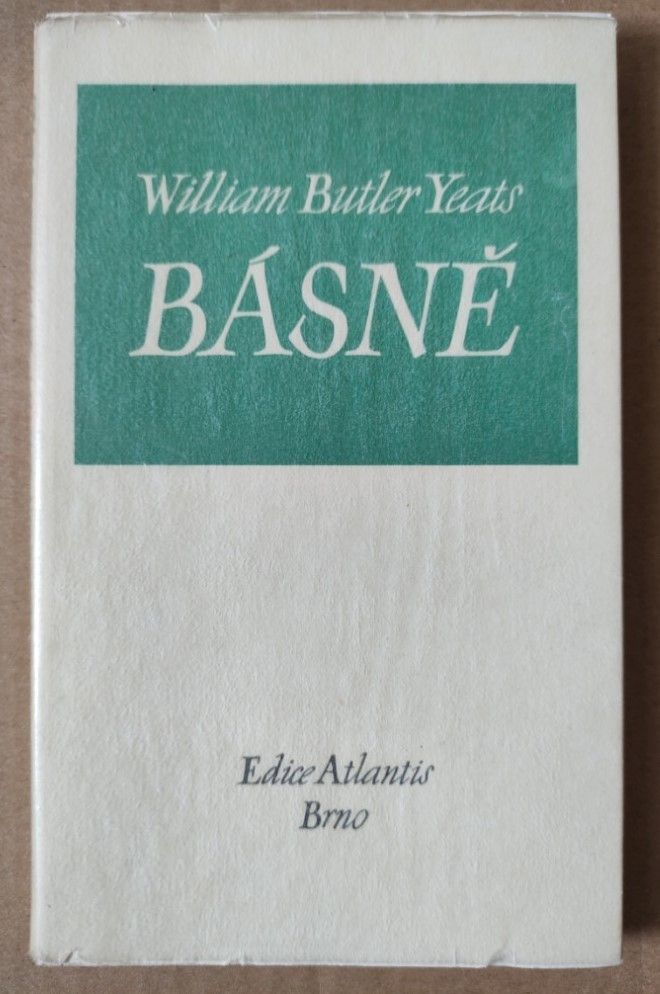 William Butler Yeats
BÁSNĚ
Edice Atlantis
Brno